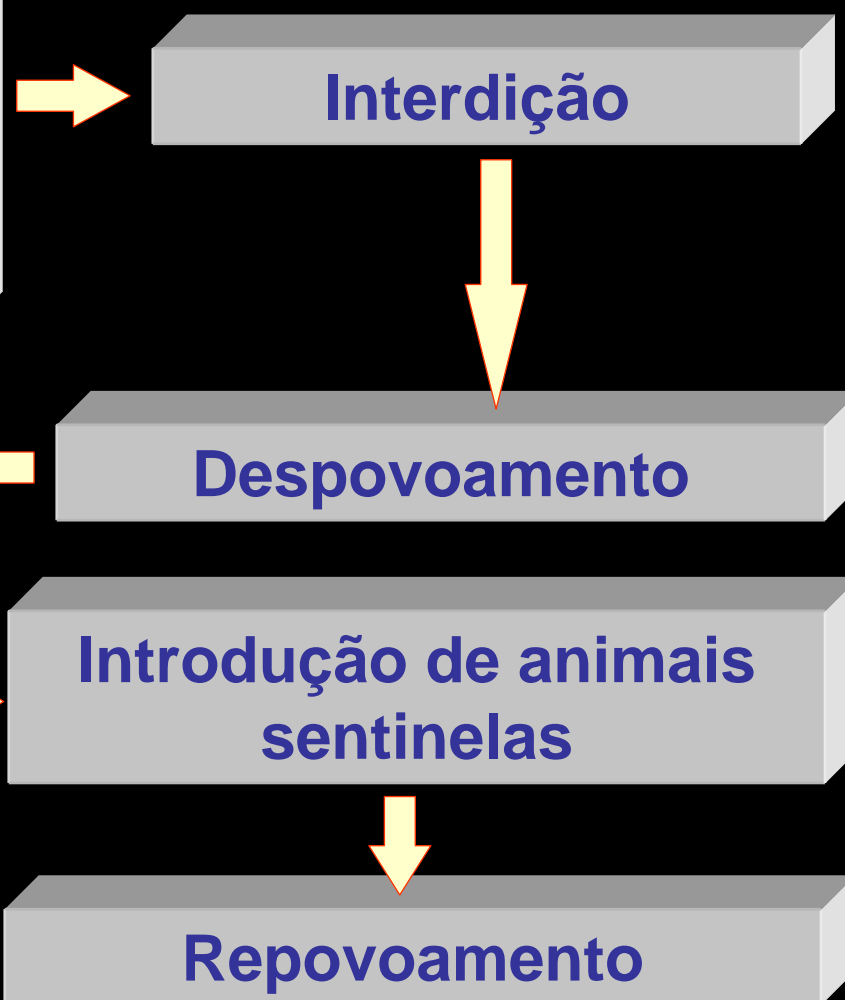 Interdição
Despovoamento
Introdução de animais
sentinelas
Repovoamento